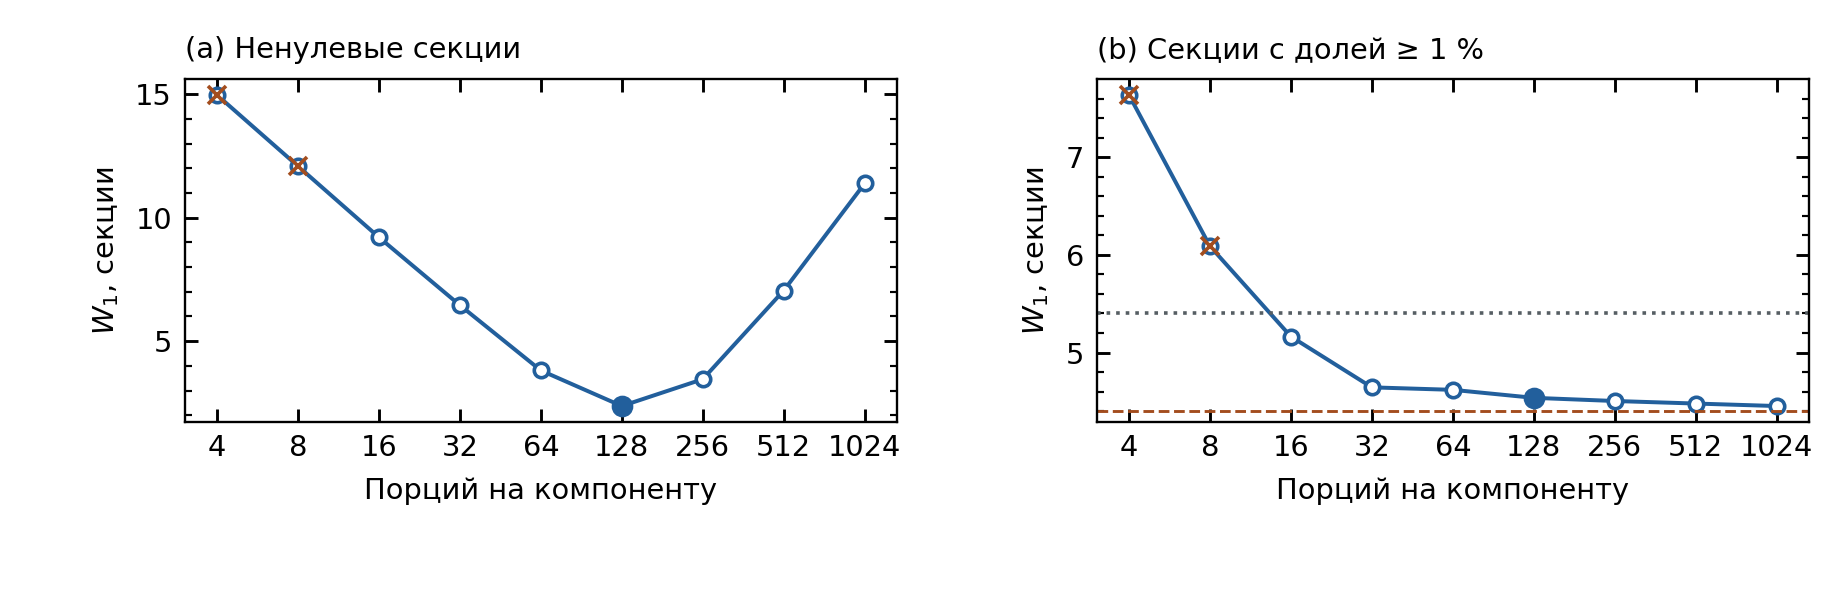 (a) Ненулевые секции
15
10
5
W₁, секции
4 8 16 32 64 128 256 512 1024
Порций на компоненту
(b) Секции с долей ≥ 1 %
7
6
5
W₁, секции
4 8 16 32 64 128 256 512 1024
Порций на компоненту